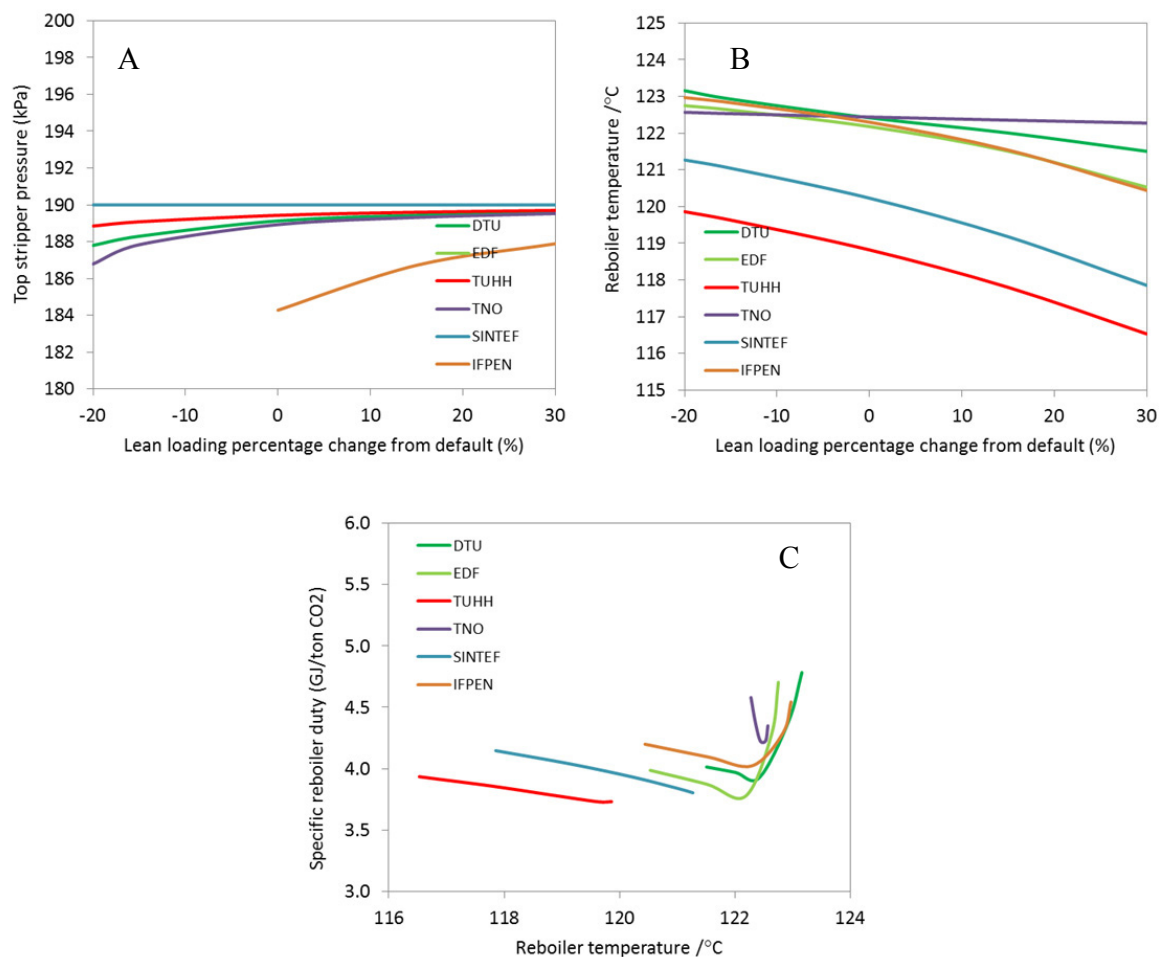 A
Top stripper pressure (kPa)
200
198
196
194
192
190
188
186
184
182
180
-20 -10 0 10 20 30
Lean loading percentage change from default (%)
DTU
EDF
TUHH
TNO
SINTEF
IFPEN
B
Reboiler temperature /°C
125
124
123
122
121
120
119
118
117
116
115
-20 -10 0 10 20 30
Lean loading percentage change from default (%)
DTU
EDF
TUHH
TNO
SINTEF
IFPEN
C
Specific reboiler duty (GJ/ton CO2)
6.0
5.5
5.0
4.5
4.0
3.5
3.0
116 118 120 122 124
Reboiler temperature /°C
DTU
EDF
TUHH
TNO
SINTEF
IFPEN